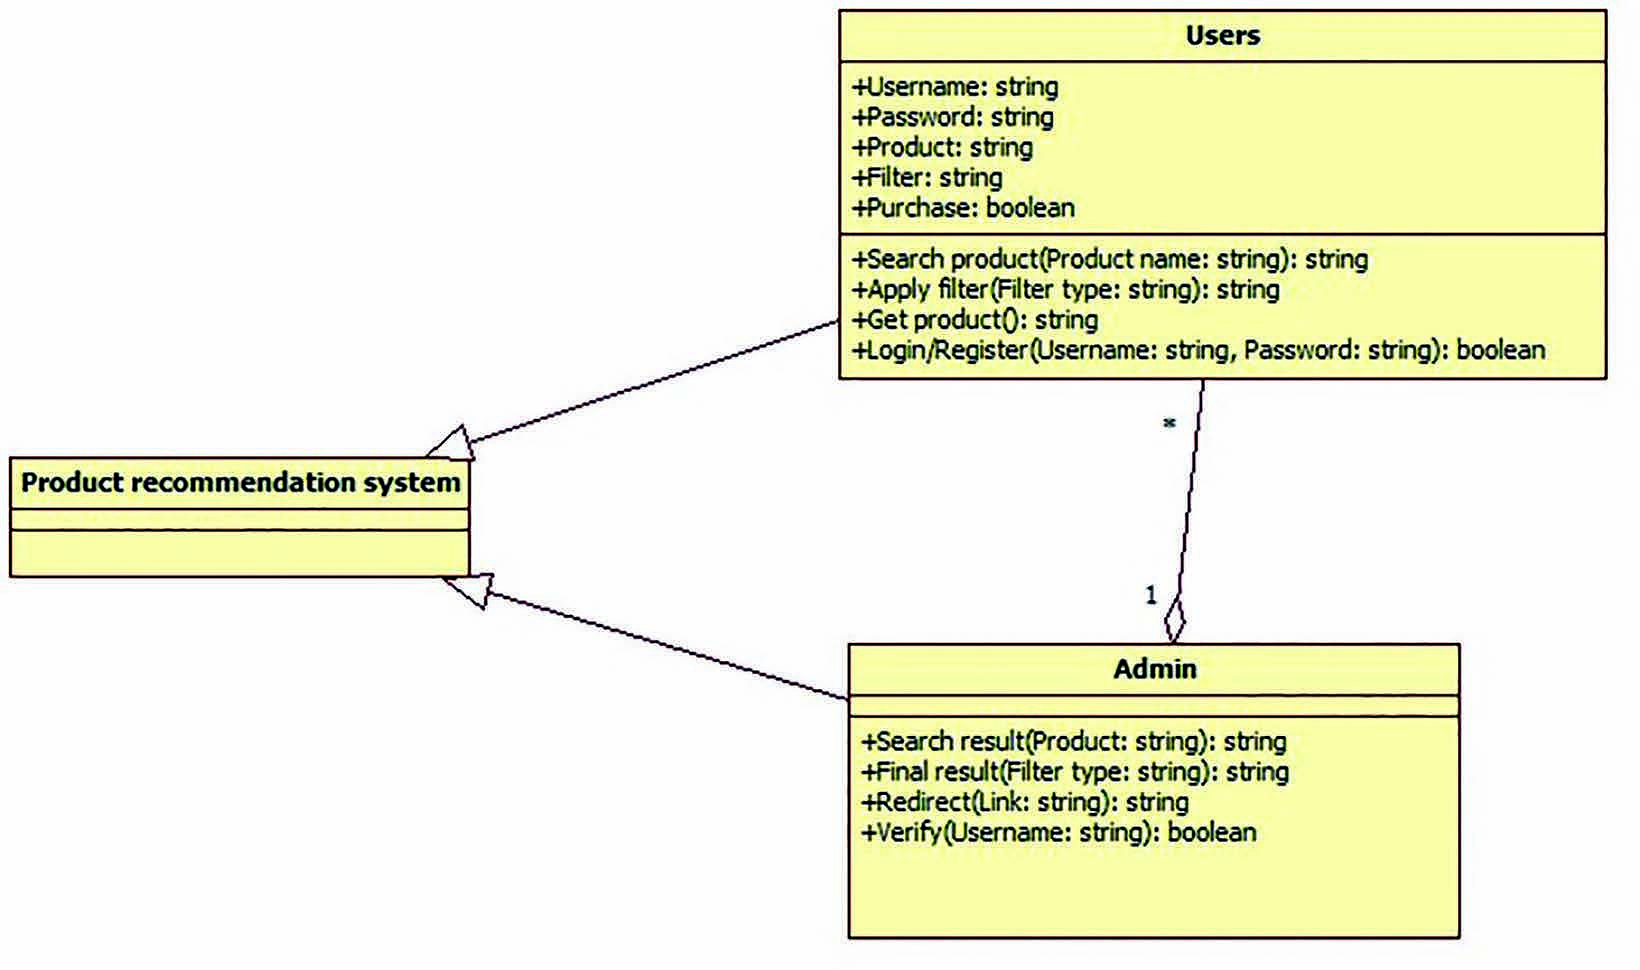 Users
+Username: string
+Password: string
+Product: string
+Filter: string
+Purchase: boolean
+Search product(Product name: string): string
+Apply filter(Filter type: string): string
+Get product(): string
+Login/Register(Username: string, Password: string): boolean
*
Product recommendation system
1
Admin
+Search result(Product: string): string
+Final result(Filter type: string): string
+Redirect(Link: string): string
+Verify(Username: string): boolean